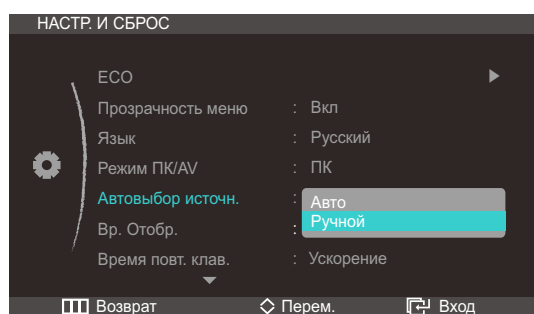 НАСТР. И СБРОС
ECO
Прозрачность меню : Вкл
Язык : Русский
Режим ПК/AV : ПК
Автовыбор источн. : Авто
Ручной
Вр. Отобр. :
Время повт. клав. : Ускорение
Возврат Перем. Вход